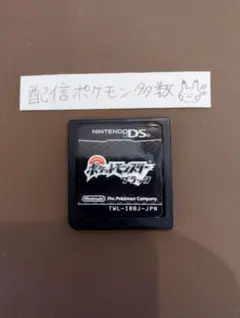 配信ポケモン多数
NINTENDO DS
ポケットモンスター
ブラック
Nintendo The Pokémon Company
TWL-IRBJ-JPN